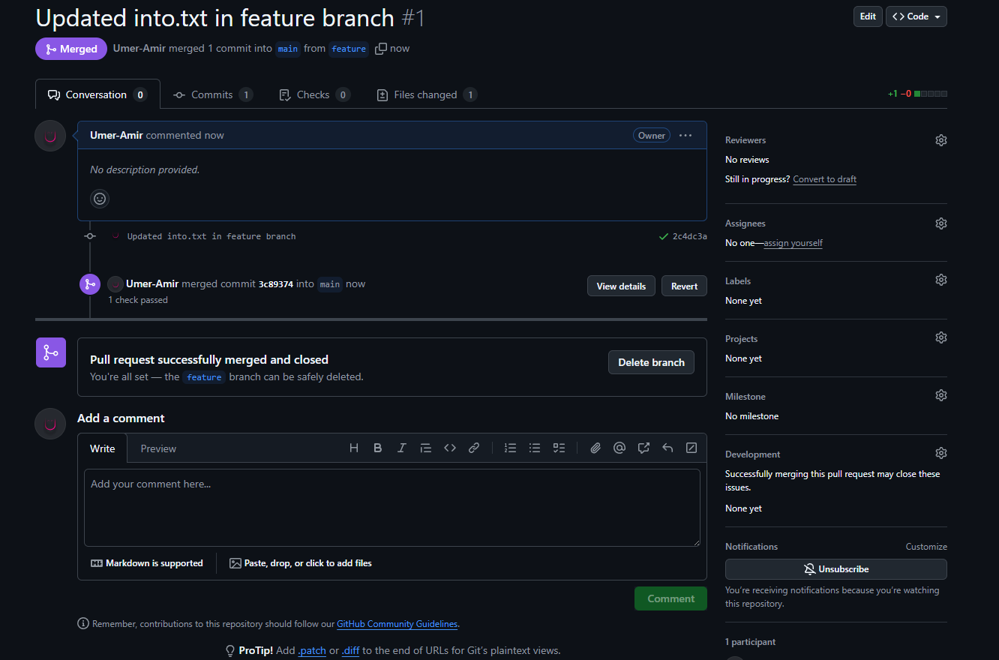 Updated into.txt in feature branch #1
Edit
Code
Merged
Umer-Amir merged 1 commit into main from feature now
Conversation 0
Commits 1
Checks 0
Files changed 1
+1 −0
Umer-Amir commented now
Owner
No description provided.
Updated into.txt in feature branch
2c4dc3a
Umer-Amir merged commit 3c89374 into main now
1 check passed
View details
Revert
Pull request successfully merged and closed
You're all set — the feature branch can be safely deleted.
Delete branch
Add a comment
Write
Preview
Add your comment here...
Markdown is supported
Paste, drop, or click to add files
Comment
Remember, contributions to this repository should follow our GitHub Community Guidelines.
ProTip! Add .patch or .diff to the end of URLs for Git's plaintext views.
Reviewers
No reviews
Still in progress? Convert to draft
Assignees
No one—assign yourself
Labels
None yet
Projects
None yet
Milestone
No milestone
Development
Successfully merging this pull request may close these
issues.
None yet
Notifications
Customize
Unsubscribe
You're receiving notifications because you're watching
this repository.
1 participant